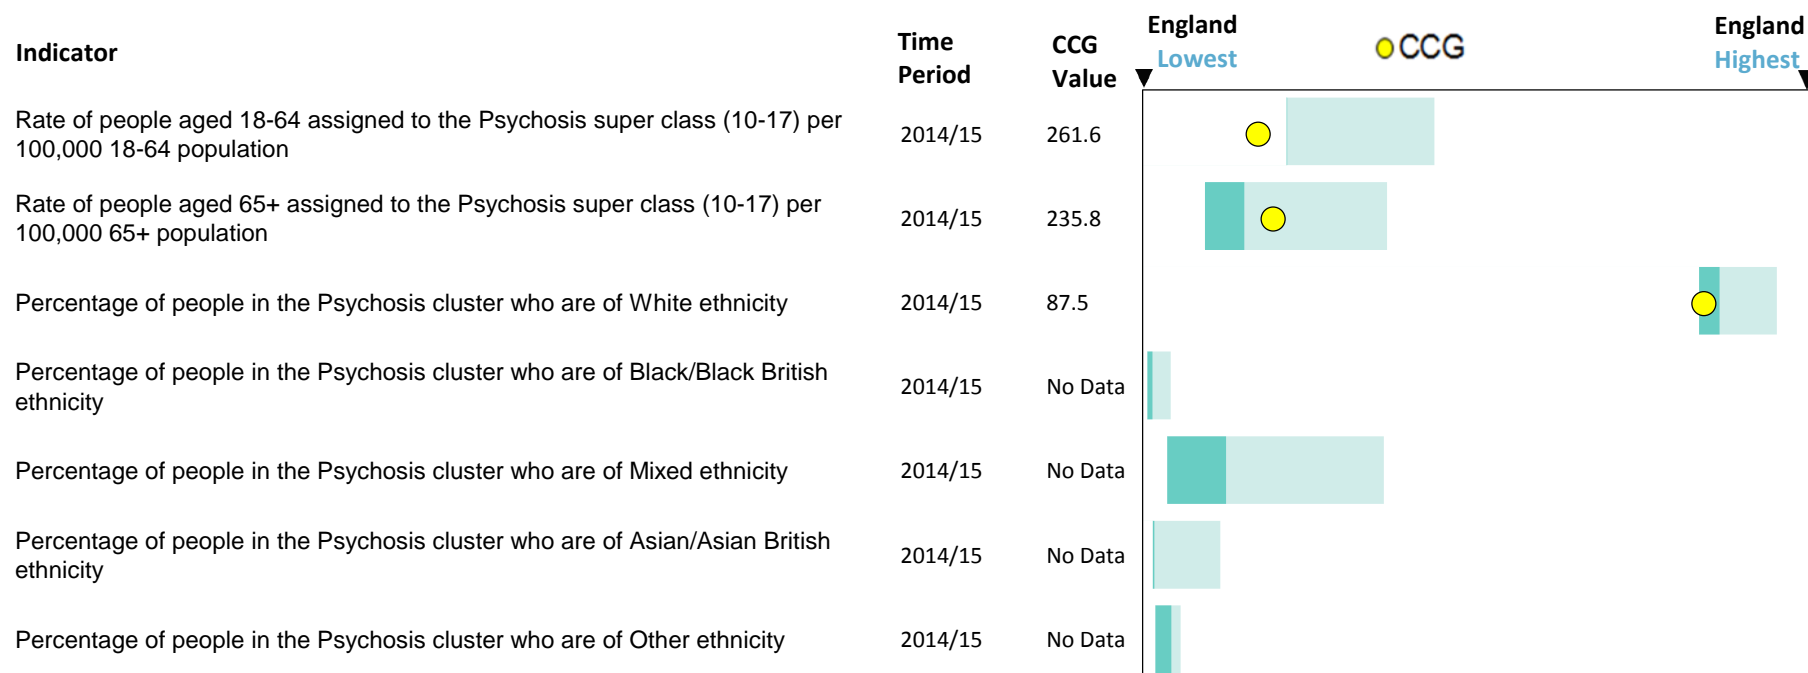 Indicator
Time
Period
CCG
Value
England
Lowest
CCG
England
Highest
Rate of people aged 18-64 assigned to the Psychosis super class (10-17) per
100,000 18-64 population
2014/15
261.6
Rate of people aged 65+ assigned to the Psychosis super class (10-17) per
100,000 65+ population
2014/15
235.8
Percentage of people in the Psychosis cluster who are of White ethnicity
2014/15
87.5
Percentage of people in the Psychosis cluster who are of Black/Black British
ethnicity
2014/15
No Data
Percentage of people in the Psychosis cluster who are of Mixed ethnicity
2014/15
No Data
Percentage of people in the Psychosis cluster who are of Asian/Asian British
ethnicity
2014/15
No Data
Percentage of people in the Psychosis cluster who are of Other ethnicity
2014/15
No Data